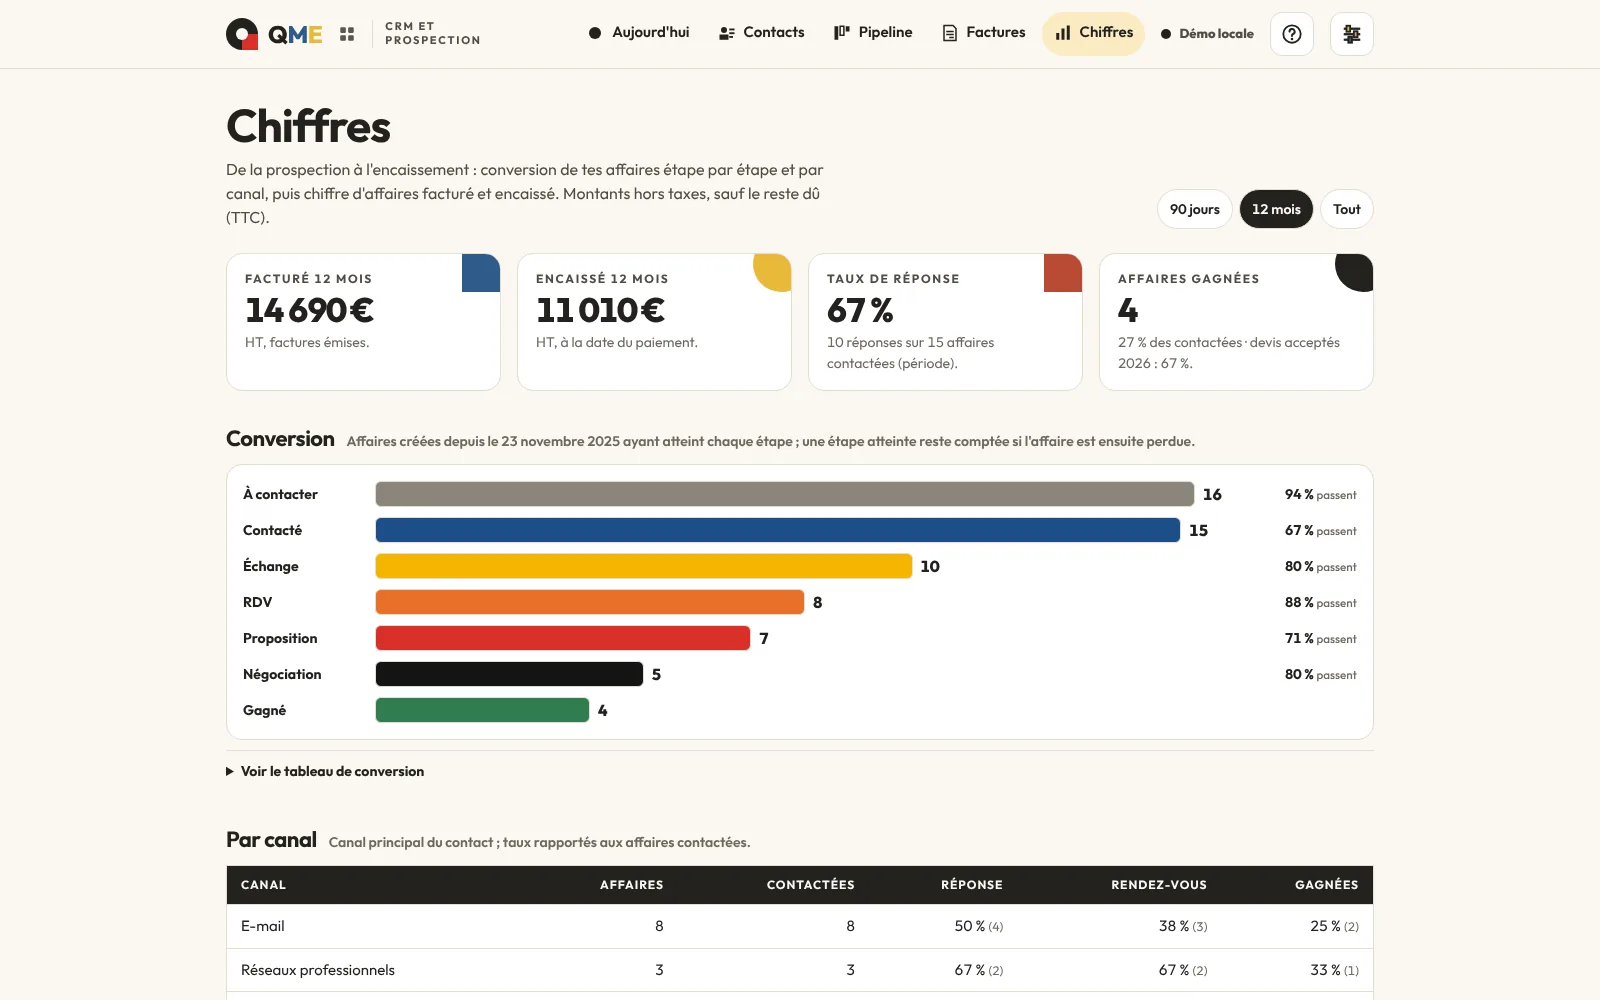 QME
CRM ET
PROSPECTION
Aujourd'hui
Contacts
Pipeline
Factures
Chiffres
Démo locale
Chiffres
De la prospection à l'encaissement : conversion de tes affaires étape par étape et par
canal, puis chiffre d'affaires facturé et encaissé. Montants hors taxes, sauf le reste dû
(TTC).
90 jours
12 mois
Tout
FACTURÉ 12 MOIS
14 690 €
HT, factures émises.
ENCAISSÉ 12 MOIS
11 010 €
HT, à la date du paiement.
TAUX DE RÉPONSE
67 %
10 réponses sur 15 affaires
contactées (période).
AFFAIRES GAGNÉES
4
27 % des contactées · devis acceptés
2026 : 67 %.
Conversion Affaires créées depuis le 23 novembre 2025 ayant atteint chaque étape ; une étape atteinte reste comptée si l'affaire est ensuite perdue.
À contacter 16 94 % passent
Contacté 15 67 % passent
Échange 10 80 % passent
RDV 8 88 % passent
Proposition 7 71 % passent
Négociation 5 80 % passent
Gagné 4
Voir le tableau de conversion
Par canal Canal principal du contact ; taux rapportés aux affaires contactées.
CANAL AFFAIRES CONTACTÉES RÉPONSE RENDEZ-VOUS GAGNÉES
E-mail 8 8 50 % (4) 38 % (3) 25 % (2)
Réseaux professionnels 3 3 67 % (2) 67 % (2) 33 % (1)